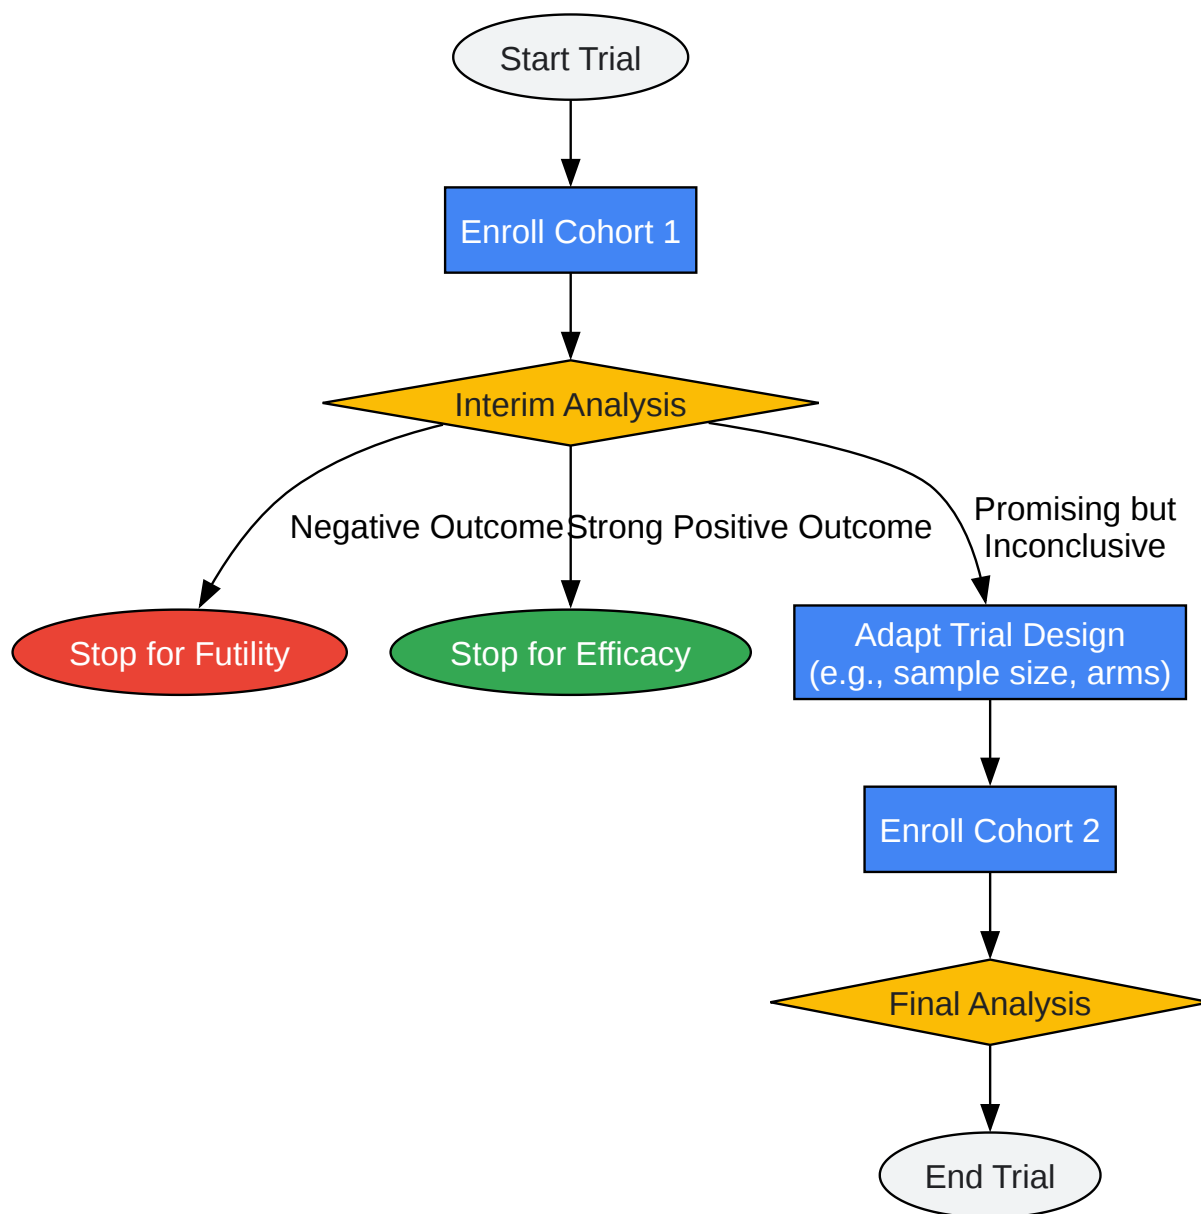 Start Trial
Enroll Cohort 1
Interim Analysis
Negative Outcome
Strong Positive Outcome
Promising but
Inconclusive
Stop for Futility
Stop for Efficacy
Adapt Trial Design
(e.g., sample size, arms)
Enroll Cohort 2
Final Analysis
End Trial